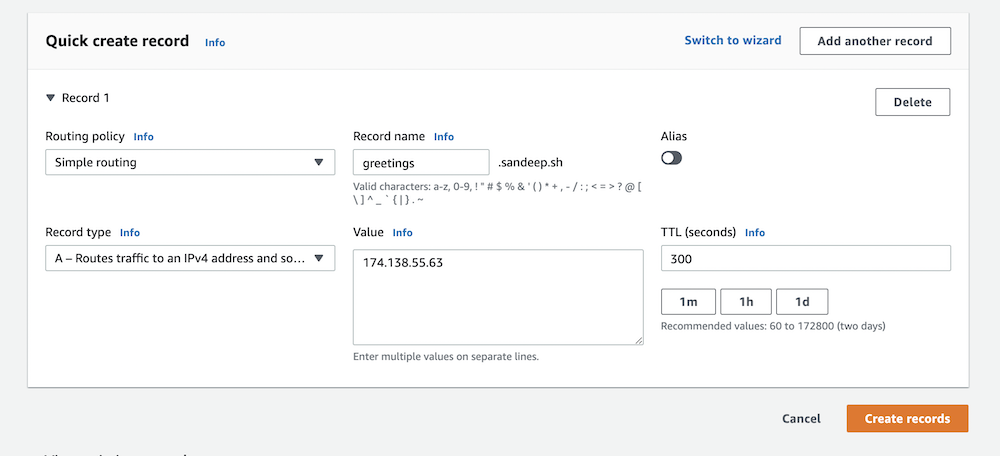 Quick create record Info
Switch to wizard
Add another record
Record 1
Delete
Routing policy Info
Simple routing
Record name Info
greetings .sandeep.sh
Valid characters: a-z, 0-9, ! " # $ % & ' ( ) * + , - / : ; < = > ? @ [
\ ] ^ _ ` { | } . ~
Alias
Record type Info
A – Routes traffic to an IPv4 address and so...
Value Info
174.138.55.63
Enter multiple values on separate lines.
TTL (seconds) Info
300
1m 1h 1d
Recommended values: 60 to 172800 (two days)
Cancel
Create records